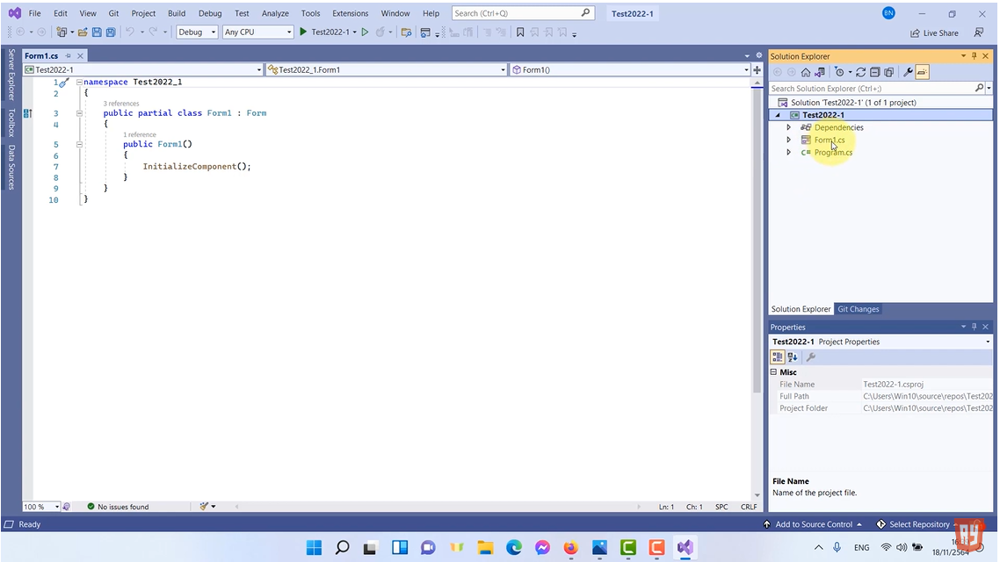 File Edit View Git Project Build Debug Test Analyze Tools Extensions Window Help Search (Ctrl+Q) Test2022-1 BN
Debug Any CPU Test2022-1 Live Share
Form1.cs
Test2022-1 Test2022_1.Form1 Form1()
1 namespace Test2022_1
2 {
3 references
3 public partial class Form1 : Form
4 {
1 reference
5 public Form1()
6 {
7 InitializeComponent();
8 }
9 }
10 }
100 % No issues found Ln: 1 Ch: 1 SPC CRLF
Server Explorer
Toolbox
Data Sources
Solution Explorer
Search Solution Explorer (Ctrl+;)
Solution 'Test2022-1' (1 of 1 project)
Test2022-1
Dependencies
Form1.cs
C# Program.cs
Solution Explorer Git Changes
Properties
Test2022-1 Project Properties
Misc
File Name Test2022-1.csproj
Full Path C:\Users\Win10\source\repos\Test202
Project Folder C:\Users\Win10\source\repos\Test202
File Name
Name of the project file.
Ready Add to Source Control Select Repository
ENG
18/11/2564